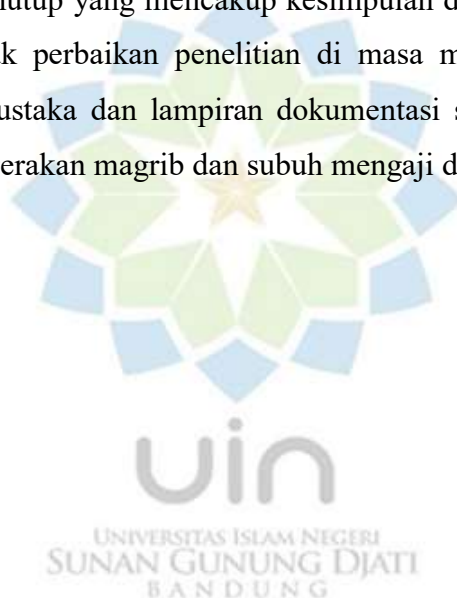 lutup yang mencakup kesimpulan d
k perbaikan penelitian di masa m
ustaka dan lampiran dokumentasi s
erakan magrib dan subuh mengaji d
uin
UNIVERSITAS ISLAM NEGERI
SUNAN GUNUNG DJATI
BANDUNG